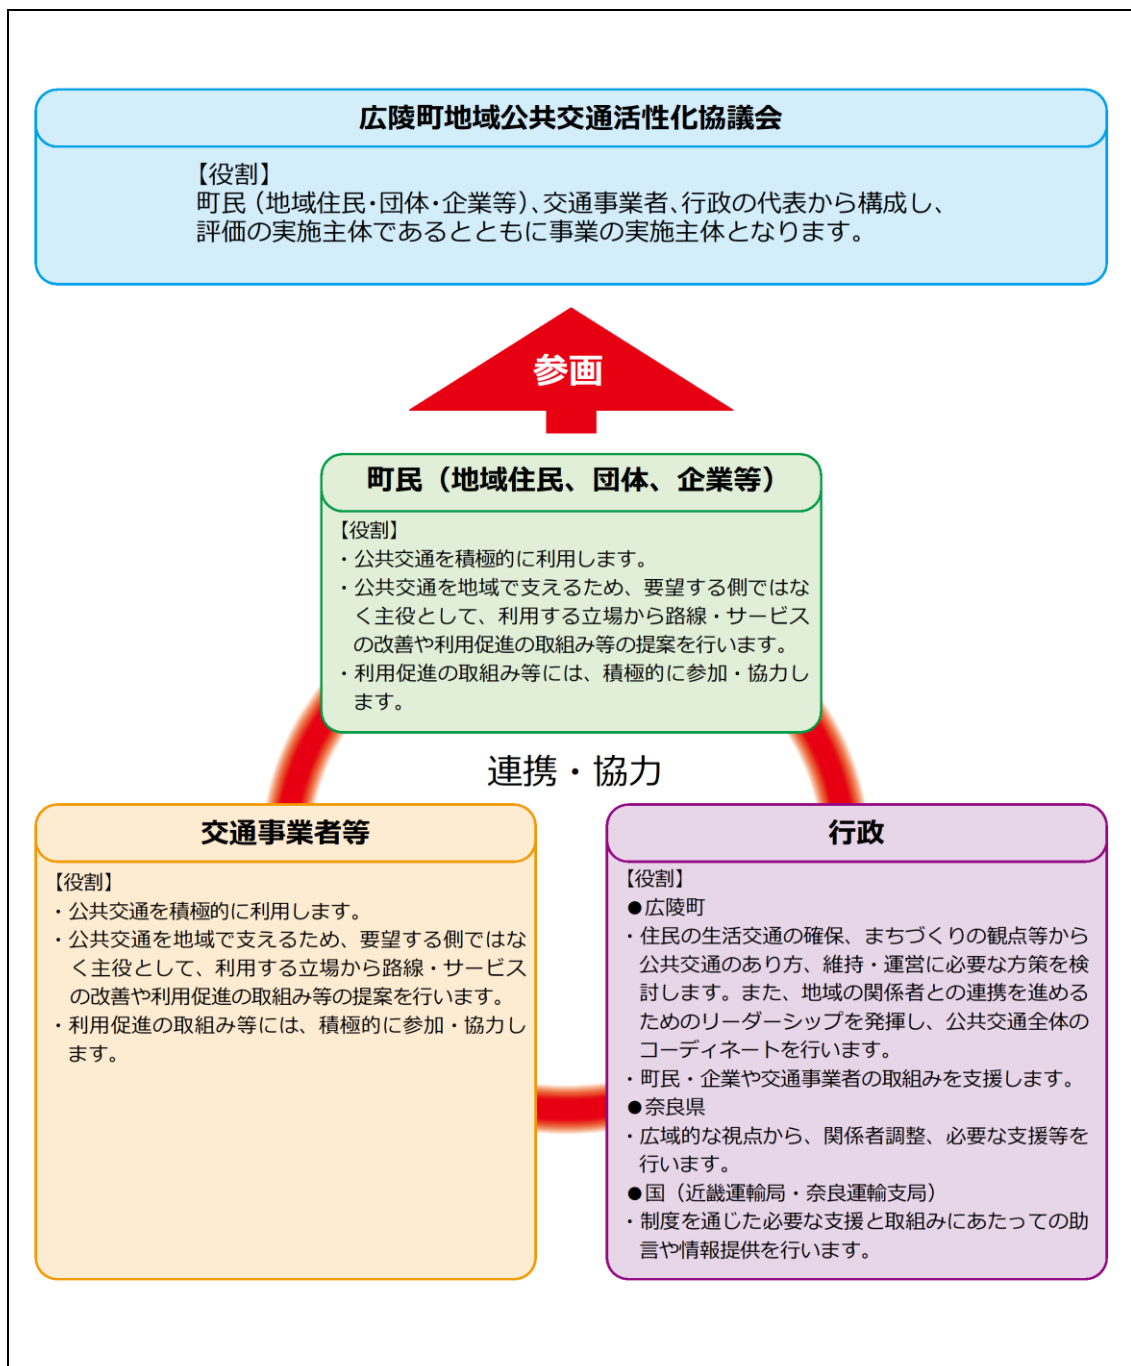 広陵町地域公共交通活性化協議会
【役割】
町民（地域住民・団体・企業等）、交通事業者、行政の代表から構成し、
評価の実施主体であるとともに事業の実施主体となります。
参画
町民（地域住民、団体、企業等）
【役割】
・公共交通を積極的に利用します。
・公共交通を地域で支えるため、要望する側ではな
く主役として、利用する立場から路線・サービス
の改善や利用促進の取組み等の提案を行います。
・利用促進の取組み等には、積極的に参加・協力し
ます。
連携・協力
交通事業者等
【役割】
・公共交通を積極的に利用します。
・公共交通を地域で支えるため、要望する側ではな
く主役として、利用する立場から路線・サービス
の改善や利用促進の取組み等の提案を行います。
・利用促進の取組み等には、積極的に参加・協力し
ます。
行政
【役割】
●広陵町
・住民の生活交通の確保、まちづくりの観点等から
公共交通のあり方、維持・運営に必要な方策を検
討します。また、地域の関係者との連携を進める
ためのリーダーシップを発揮し、公共交通全体の
コーディネートを行います。
・町民・企業や交通事業者の取組みを支援します。
●奈良県
・広域的な視点から、関係者調整、必要な支援等を
行います。
●国（近畿運輸局・奈良運輸支局）
・制度を通じた必要な支援と取組みにあたっての助
言や情報提供を行います。